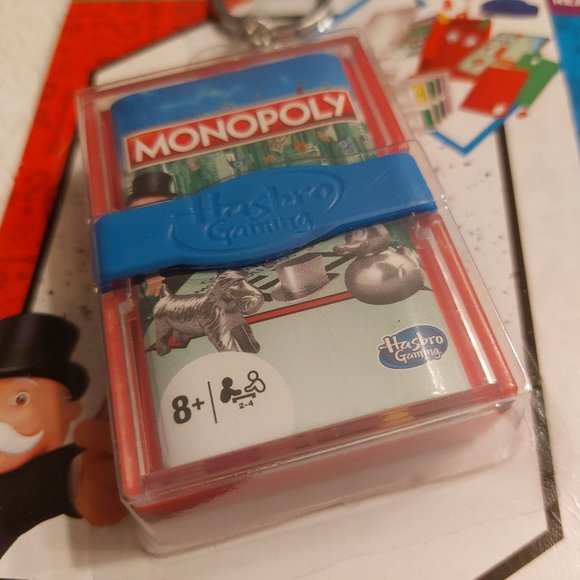 MONOPOLY
Hasbro
Gaming
Hasbro
Gaming
8+
2-4